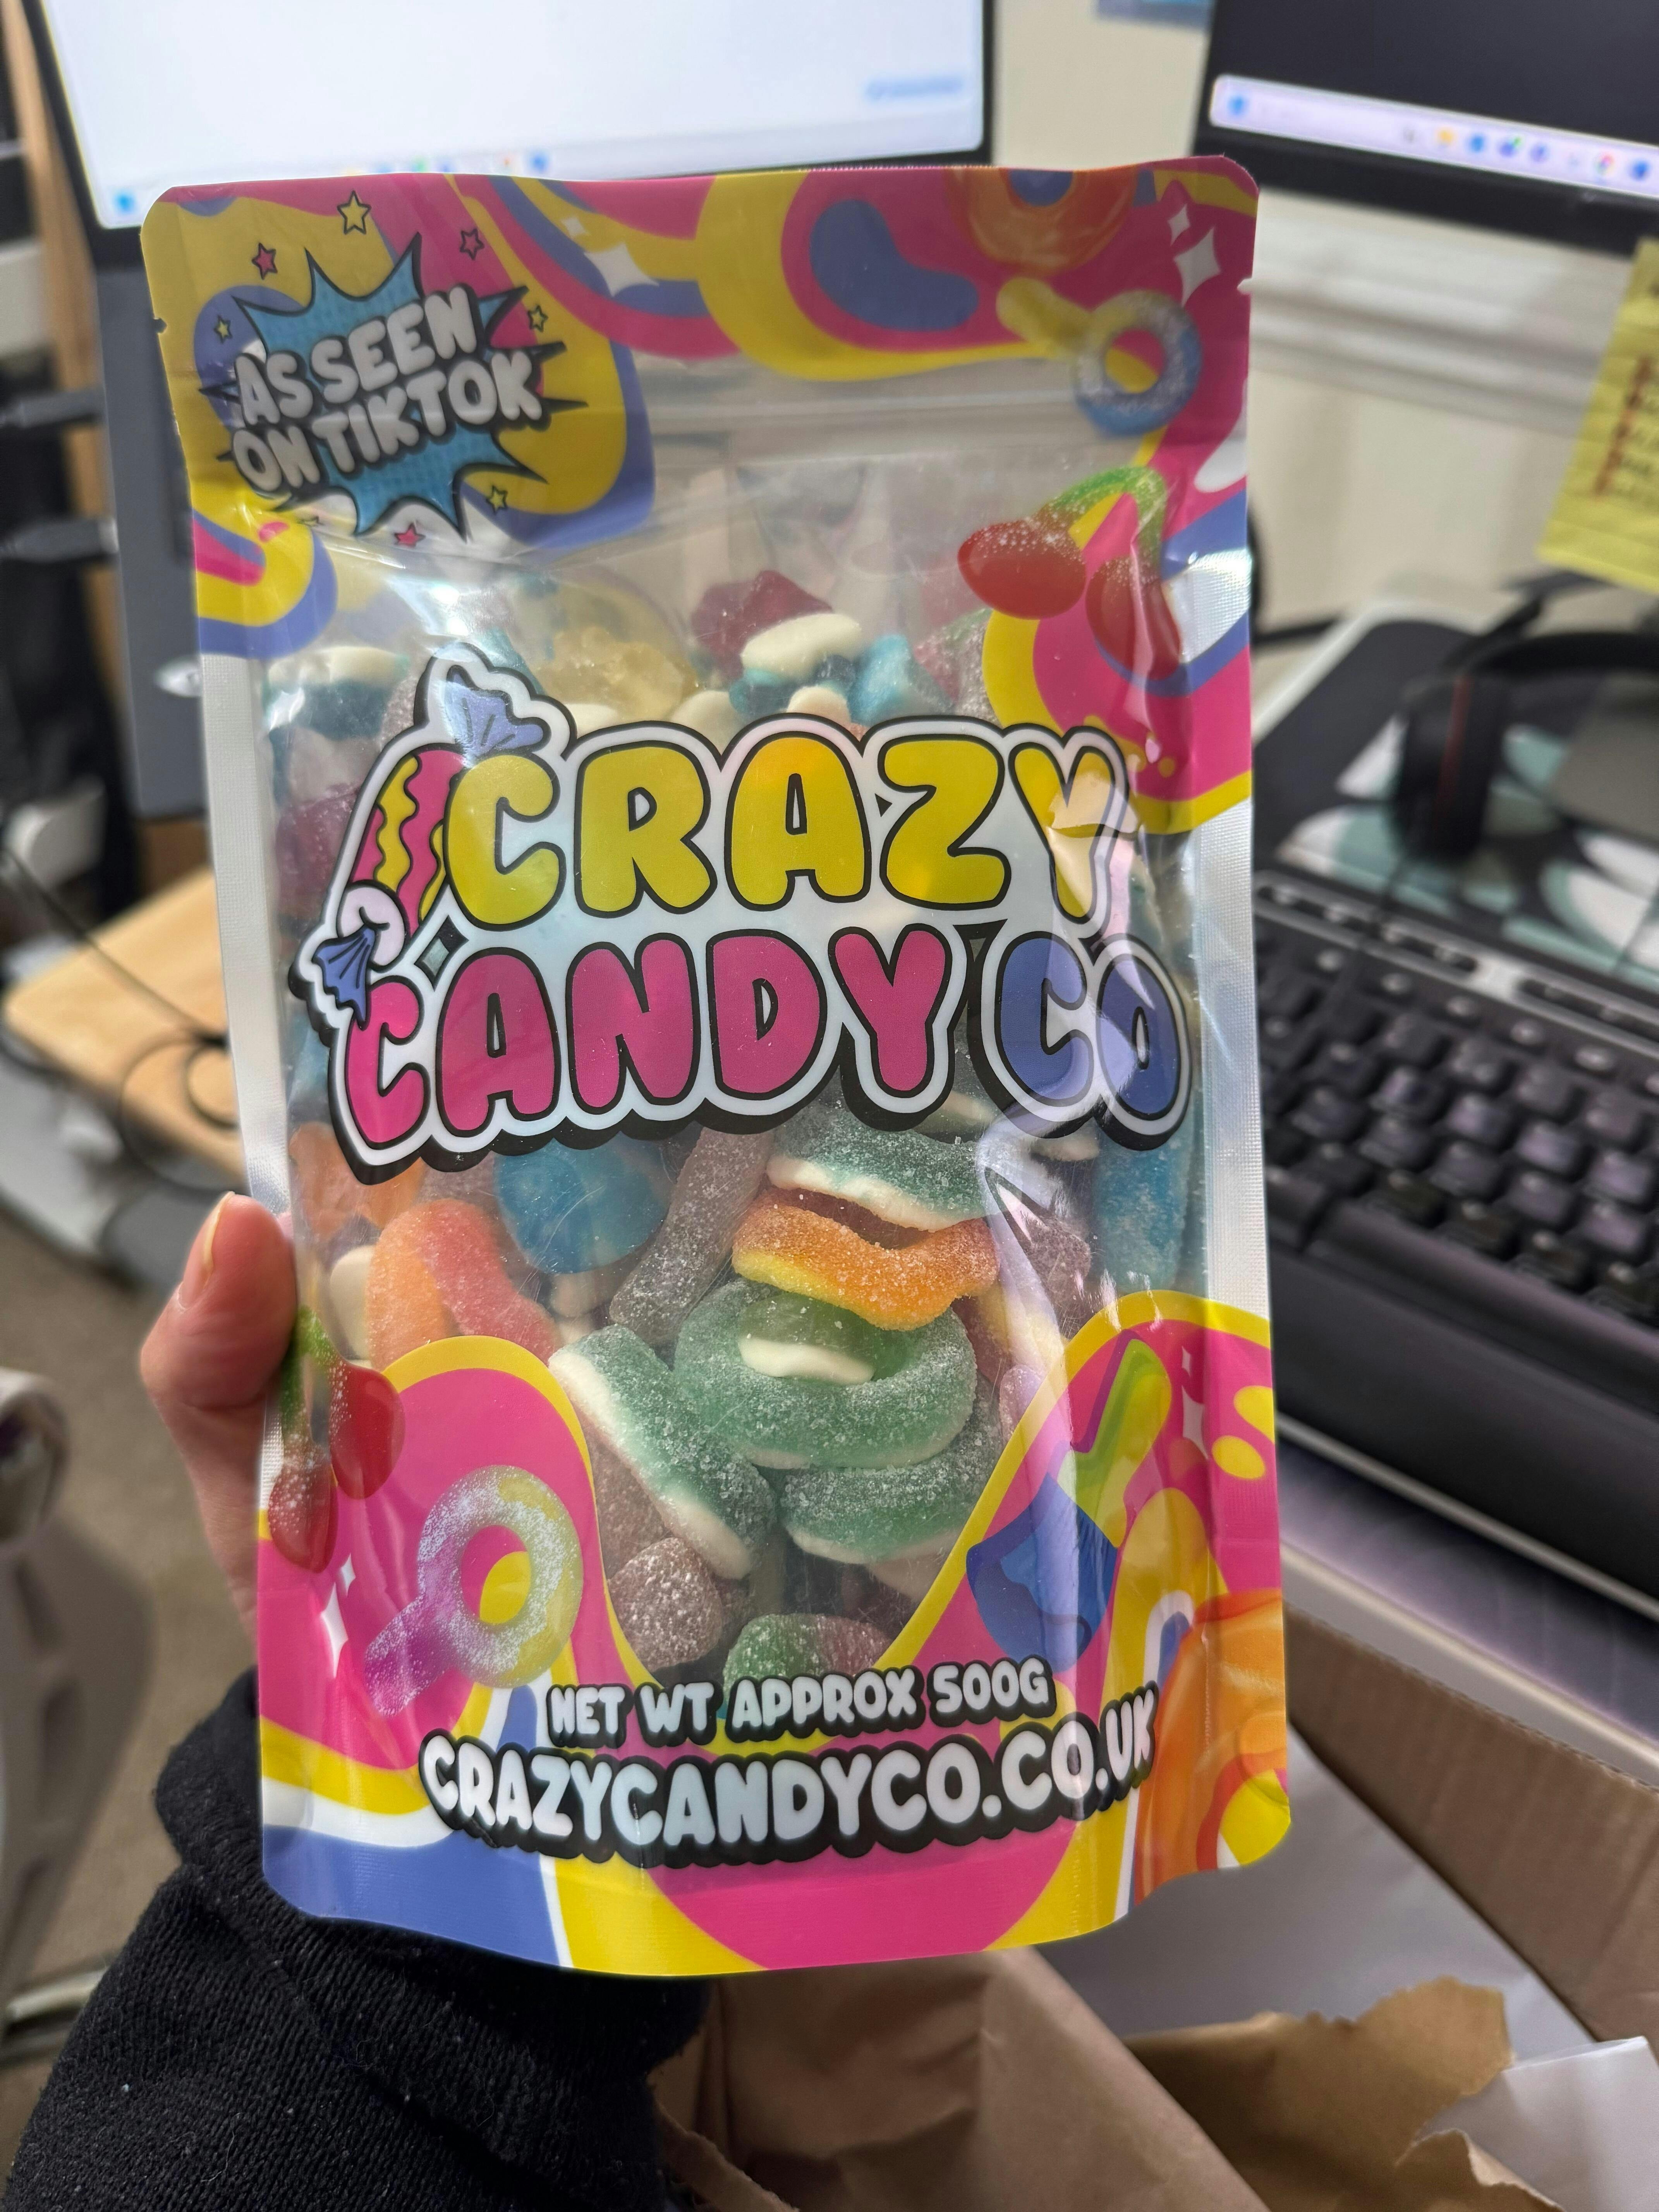 AS SEEN
ON TIKTOK
CRAZY
CANDY CO
NET WT APPROX 500G
CRAZYCANDYCO.CO.UK